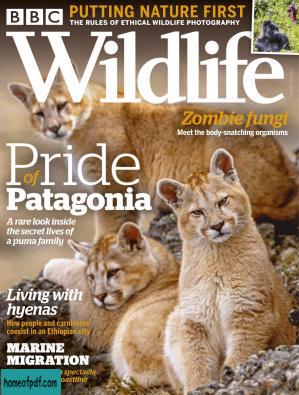 BBC
PUTTING NATURE FIRST
THE RULES OF ETHICAL WILDLIFE PHOTOGRAPHY
Wildlife
Zombie fungi
Meet the body-snatching organisms
Pride
of
Patagonia
A rare look inside
the secret lives of
a puma family
Living with
hyenas
How people and carnivores
coexist in an Ethiopian city
MARINE
MIGRATION
spectacle
coastline
homeofpdf.com